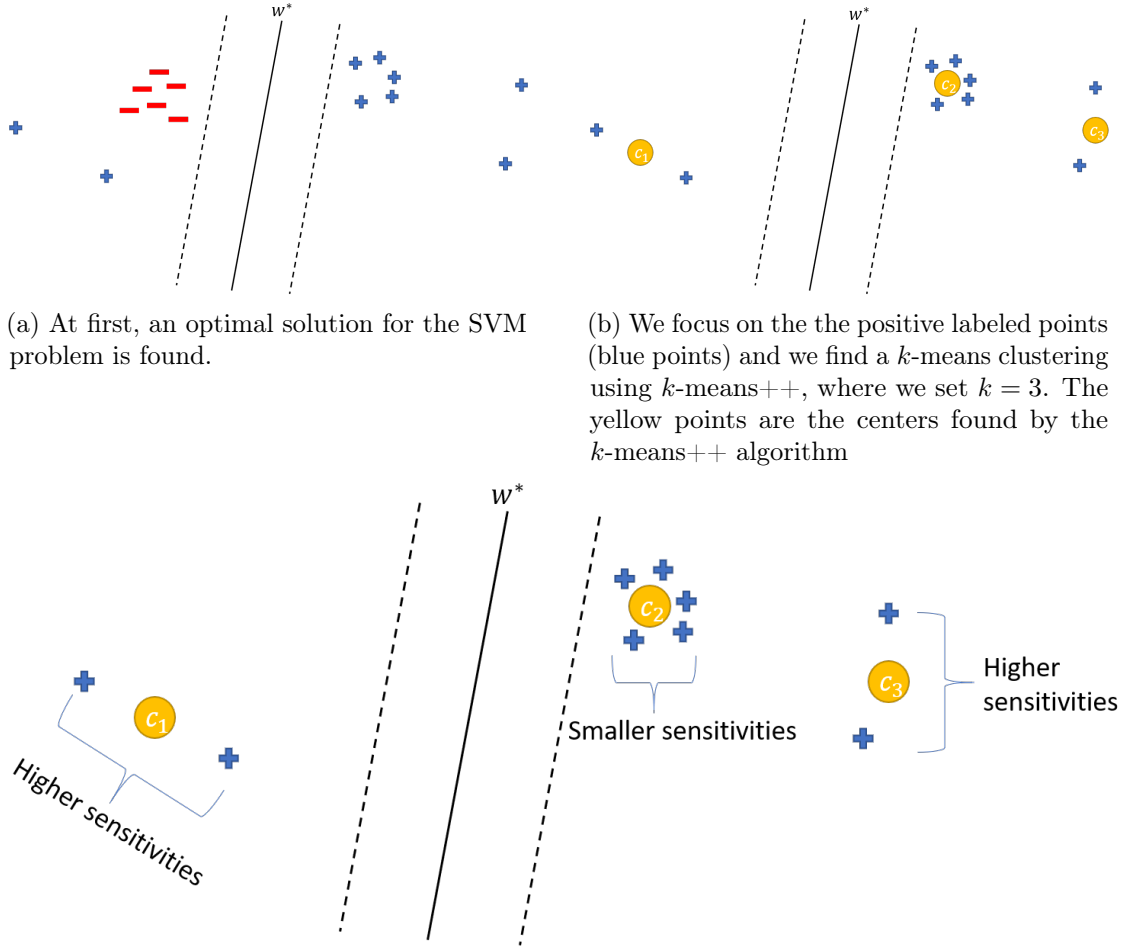 w*
w*
c₂
c₃
c₁
(a) At first, an optimal solution for the SVM
problem is found.
(b) We focus on the the positive labeled points
(blue points) and we find a k-means clustering
using k-means++, where we set k = 3. The
yellow points are the centers found by the
k-means++ algorithm
w*
c₂
c₃
c₁
Higher
sensitivities
Smaller sensitivities
Higher sensitivities